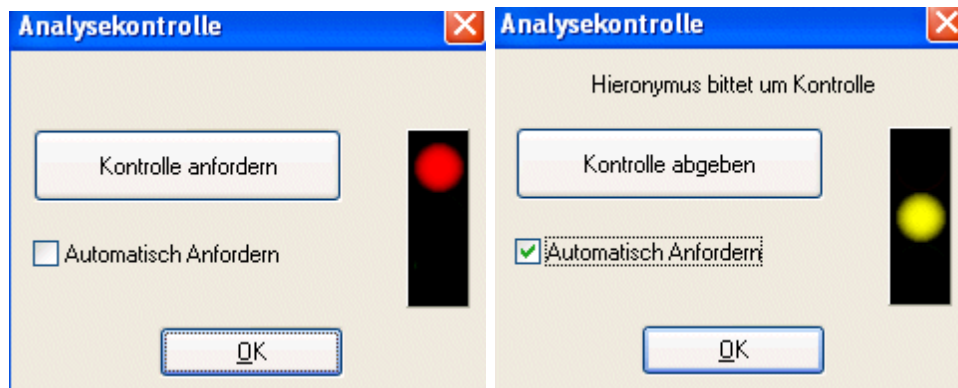 Analysekontrolle
Kontrolle anfordern
Automatisch Anfordern
OK
Analysekontrolle
Hieronymus bittet um Kontrolle
Kontrolle abgeben
Automatisch Anfordern
OK